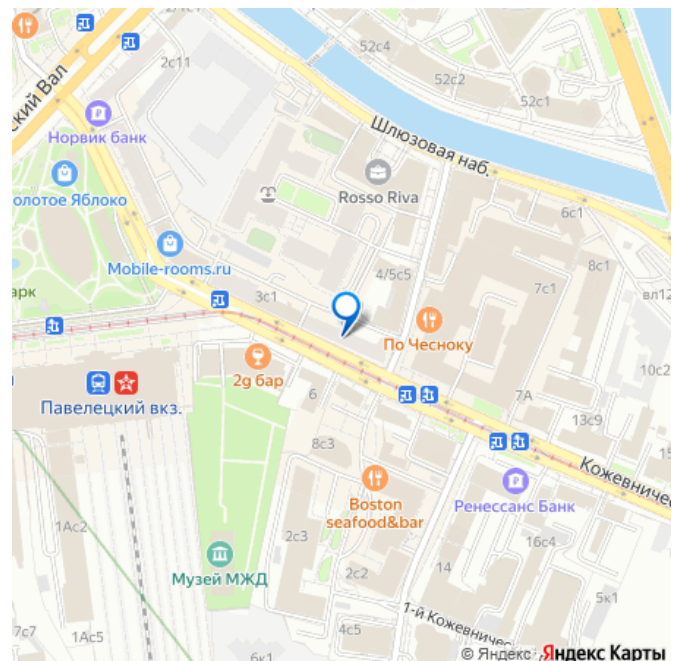 52с4
52с2
52с1
2с11
ский Вал
Норвик банк
Шлюзовая наб.
олотое Яблоко
Rosso Riva
6с1
8с1
Mobile-rooms.ru
4/5с5
7с1
вл12
арк
3с1
По Чесноку
10с2
2g бар
Павелецкий вкз.
6
7А
13с9
8с3
15
Кожевничес
Boston
seafood&bar
Ренессанс Банк
1Ас2
2с3
16с4
Музей МЖД
2с2
14
5к1
1-й Кожевничес
7с7
1Ас5
4с5
6к1
© Яндекс Яндекс Карты